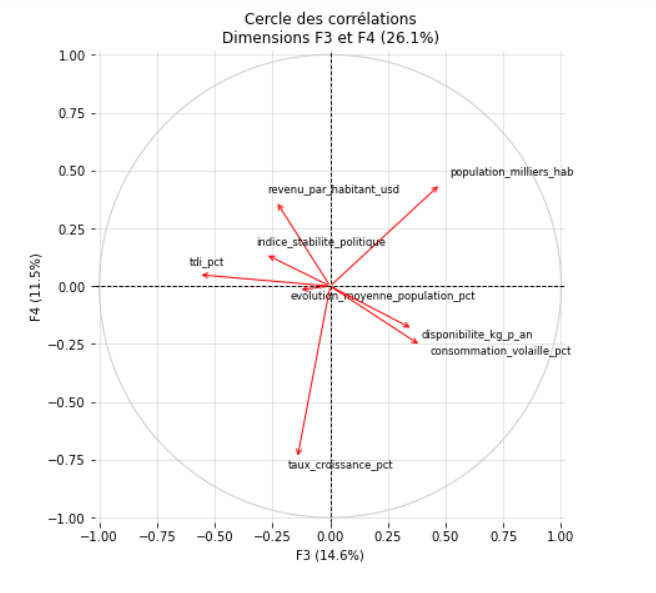 Cercle des corrélations
Dimensions F3 et F4 (26.1%)
1.00
0.75
0.50
0.25
0.00
−0.25
−0.50
−0.75
−1.00
F4 (11.5%)
population_milliers_hab
revenu_par_habitant_usd
indice_stabilite_politique
tdi_pct
evolution_moyenne_population_pct
disponibilite_kg_p_an
consommation_volaille_pct
taux_croissance_pct
−1.00 −0.75 −0.50 −0.25 0.00 0.25 0.50 0.75 1.00
F3 (14.6%)